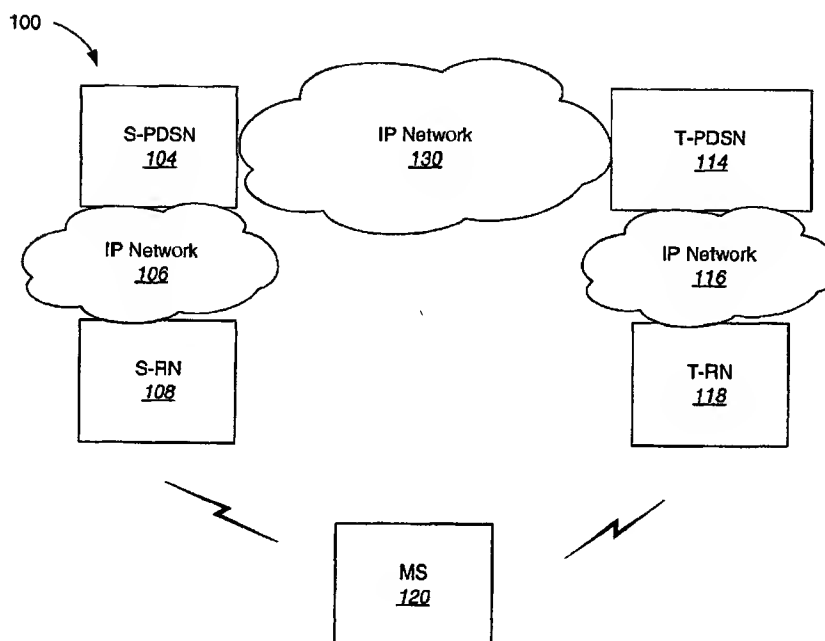 100
S-PDSN
104
IP Network
130
T-PDSN
114
IP Network
106
IP Network
116
S-RN
108
T-RN
118
MS
120